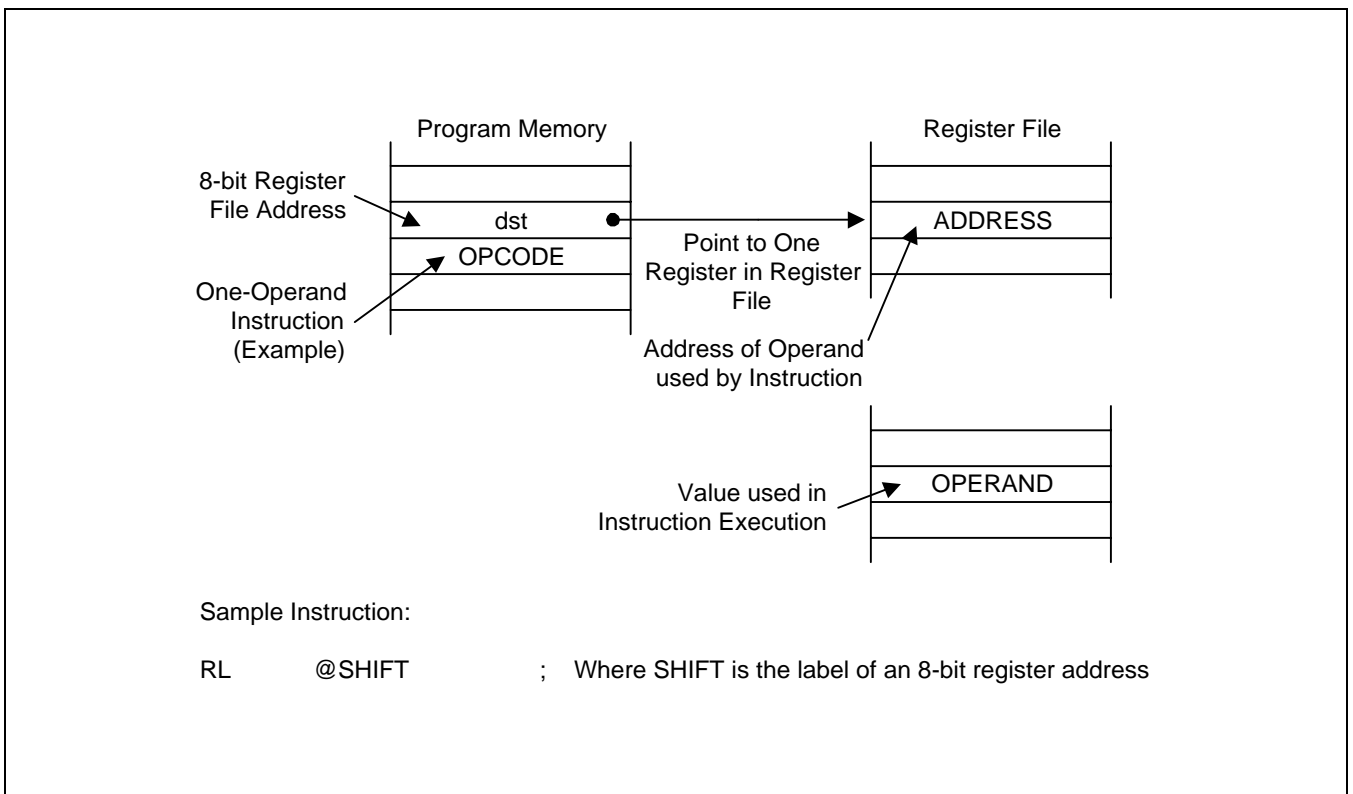 Program Memory
Register File
8-bit Register
File Address
dst
ADDRESS
OPCODE
Point to One
Register in Register
File
One-Operand
Instruction
(Example)
Address of Operand
used by Instruction
OPERAND
Value used in
Instruction Execution
Sample Instruction:
RL @SHIFT ; Where SHIFT is the label of an 8-bit register address